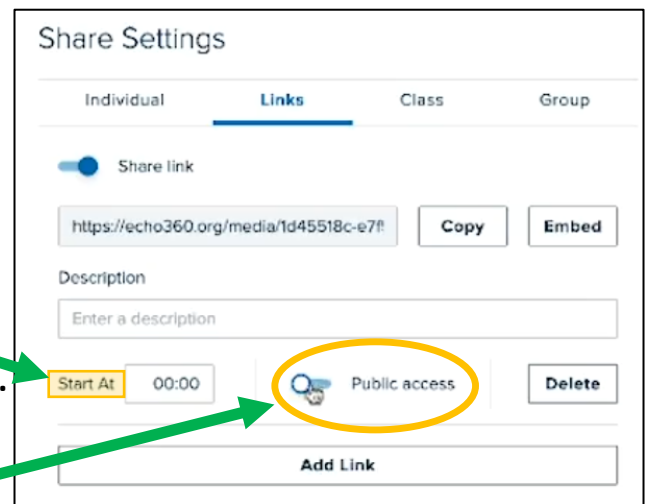 Share Settings
Individual Links Class Group
Share link
https://echo360.org/media/1d45518c-e7f Copy Embed
Description
Enter a description
. Start At 00:00 Public access Delete
Add Link